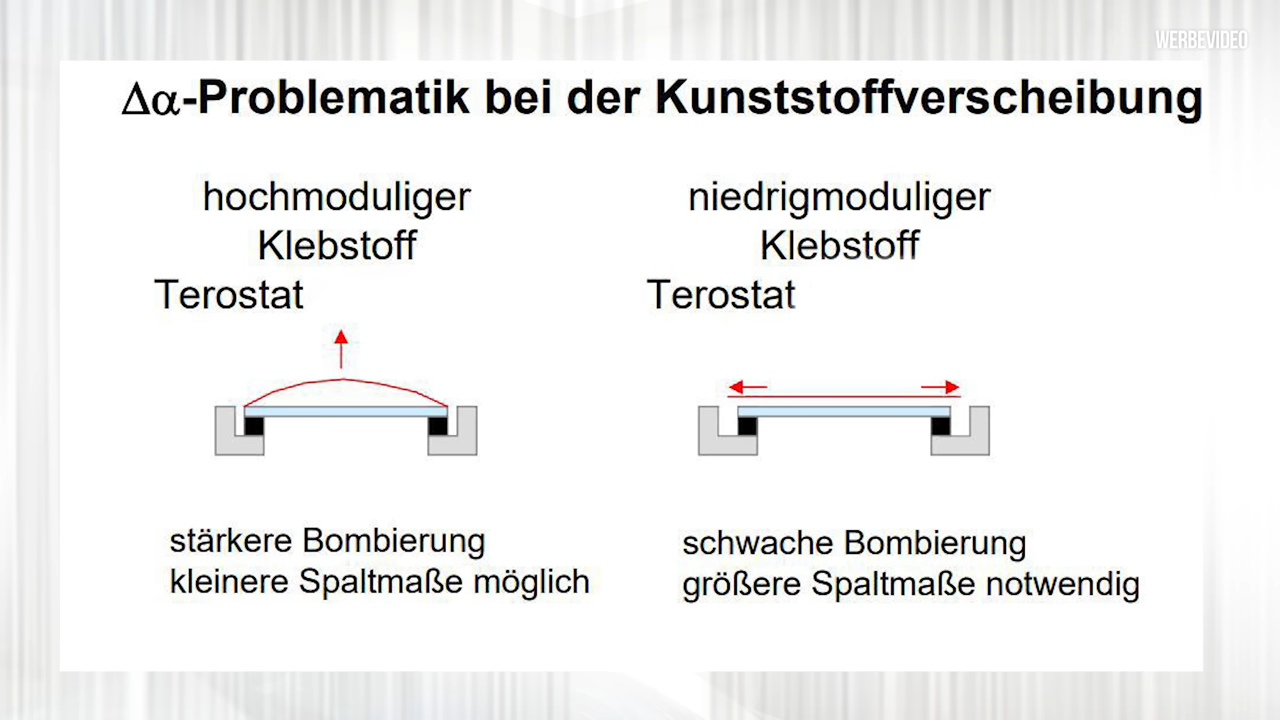 WERBEVIDEO
Δα-Problematik bei der Kunststoffverscheibung
hochmoduliger
Klebstoff
Terostat
niedrigmoduliger
Klebstoff
Terostat
stärkere Bombierung
kleinere Spaltmaße möglich
schwache Bombierung
größere Spaltmaße notwendig